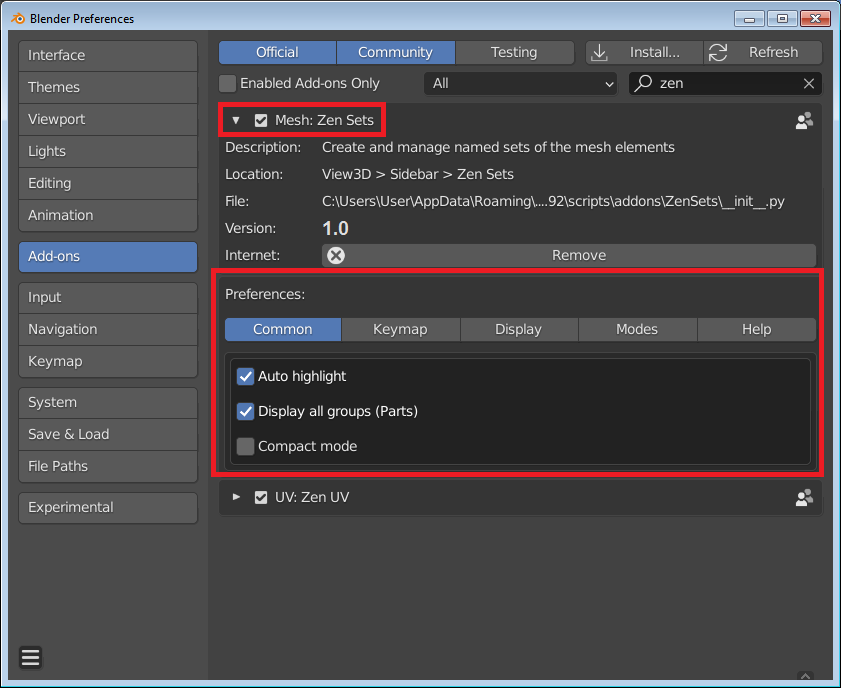 Blender Preferences
Interface
Themes
Viewport
Lights
Editing
Animation
Add-ons
Input
Navigation
Keymap
System
Save & Load
File Paths
Experimental
Official Community Testing Install... Refresh
Enabled Add-ons Only All zen
Mesh: Zen Sets
Description: Create and manage named sets of the mesh elements
Location: View3D > Sidebar > Zen Sets
File: C:\Users\User\AppData\Roaming\....92\scripts\addons\ZenSets\__init__.py
Version: 1.0
Internet: Remove
Preferences:
Common Keymap Display Modes Help
Auto highlight
Display all groups (Parts)
Compact mode
UV: Zen UV